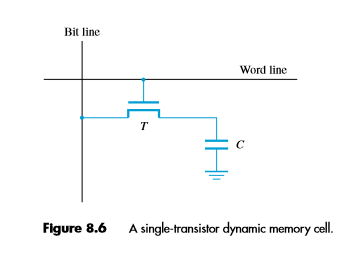 Bit line
Word line
T
C
Figure 8.6 A single-transistor dynamic memory cell.